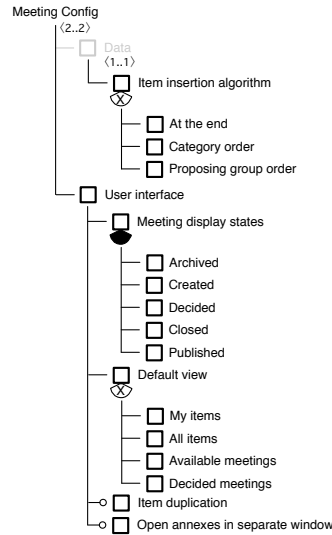 Meeting Config
⟨2..2⟩
Data
⟨1..1⟩
Item insertion algorithm
X
At the end
Category order
Proposing group order
User interface
Meeting display states
Archived
Created
Decided
Closed
Published
Default view
X
My items
All items
Available meetings
Decided meetings
Item duplication
Open annexes in separate window